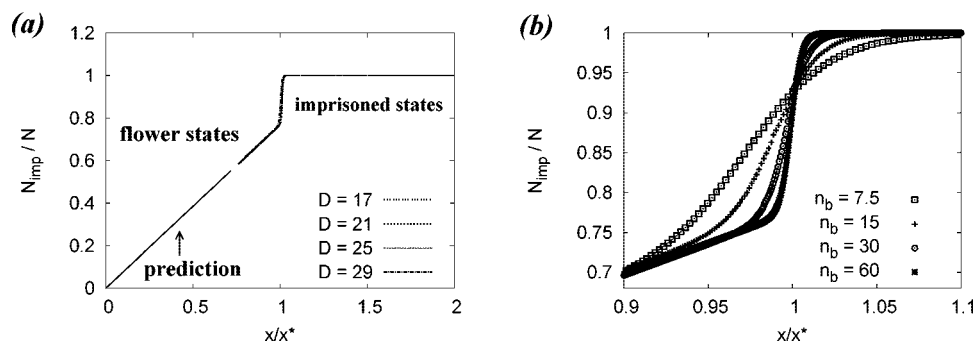 (a)
1.2
1
0.8
0.6
0.4
0.2
0
N_imp / N
flower states
imprisoned states
prediction
D = 17
D = 21
D = 25
D = 29
0 0.5 1 1.5 2
x/x*
(b)
1
0.95
0.9
0.85
0.8
0.75
0.7
N_imp / N
n_b = 7.5
n_b = 15
n_b = 30
n_b = 60
0.9 0.95 1 1.05 1.1
x/x*